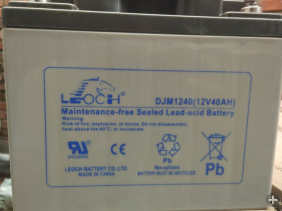 LEOCH
DJM1240(12V40AH)
Maintenance-free Sealed Lead-acid Battery
Warning
Risk of fire, explosion, or burns. Do not disassemble,
heat above the 60°C, or incinerate
Pb
Non-spillable
BATTERY MUST BE RECYCLED
Pb
LEOCH BATTERY CO.,LTD
MADE IN CHINA